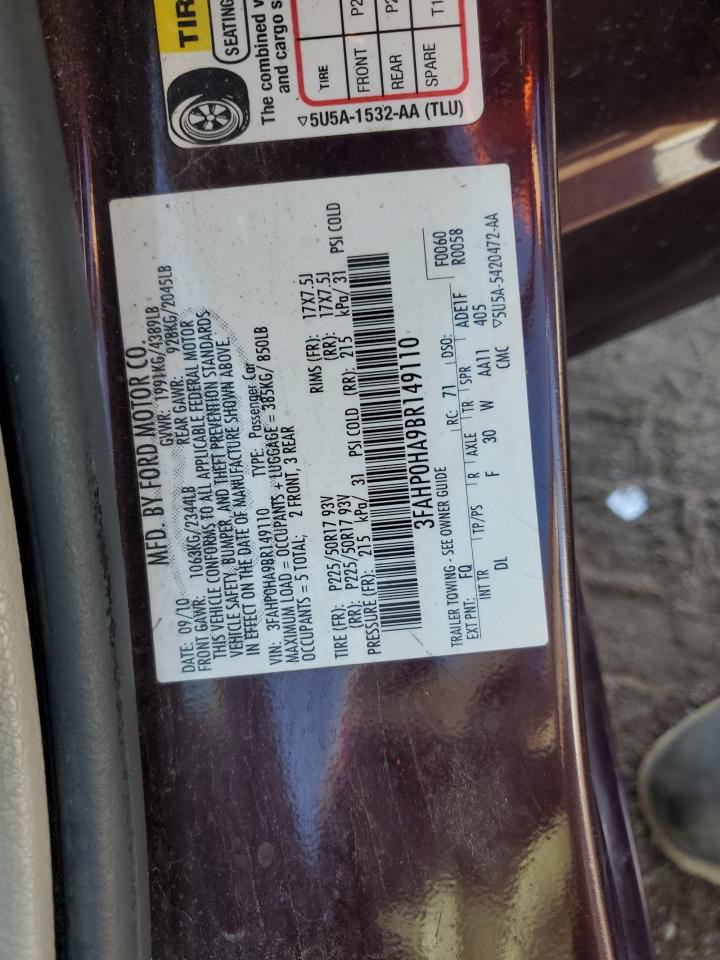 TIR
SEATING
The combined
and cargo
TIRE
FRONT
REAR
SPARE T1
▽5U5A-1532-AA (TLU)
MFD. BY FORD MOTOR CO.
DATE: 09/10 GVWR: 1991KG/4389LB
FRONT GAWR: 1063KG/2344LB REAR GAWR: 928KG/2045LB
THIS VEHICLE CONFORMS TO ALL APPLICABLE FEDERAL MOTOR
VEHICLE SAFETY, BUMPER, AND THEFT PREVENTION STANDARDS
IN EFFECT ON THE DATE OF MANUFACTURE SHOWN ABOVE
VIN: 3FAHP0HA9BR149110 TYPE: Passenger Car
MAXIMUM LOAD = OCCUPANTS + LUGGAGE = 385KG/ 850LB
OCCUPANTS = 5 TOTAL; 2 FRONT, 3 REAR
TIRE (FR): P225/50R17 93V RIMS (FR): 17X7.5J
(RR): P225/50R17 93V (RR): 17X7.5J
PRESSURE (FR): 215 kPa/ 31 PSI COLD (RR): 215 kPa/ 31 PSI COLD
3FAHP0HA9BR149110
TRAILER TOWING - SEE OWNER GUIDE F0060
EXT PNT: FQ RC: 71 DSO: R0058
INT TR TP/PS R AXLE TR SPR ADE1F
DL F 30 W AA11 405
CMC ▽5U5A-5420472-AA